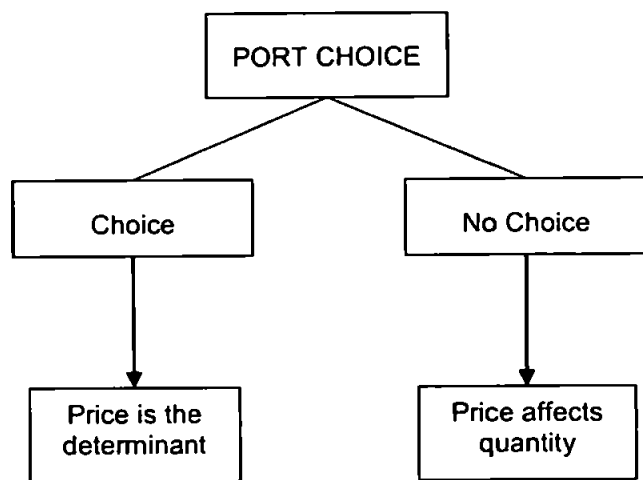 PORT CHOICE
Choice
No Choice
Price is the
determinant
Price affects
quantity